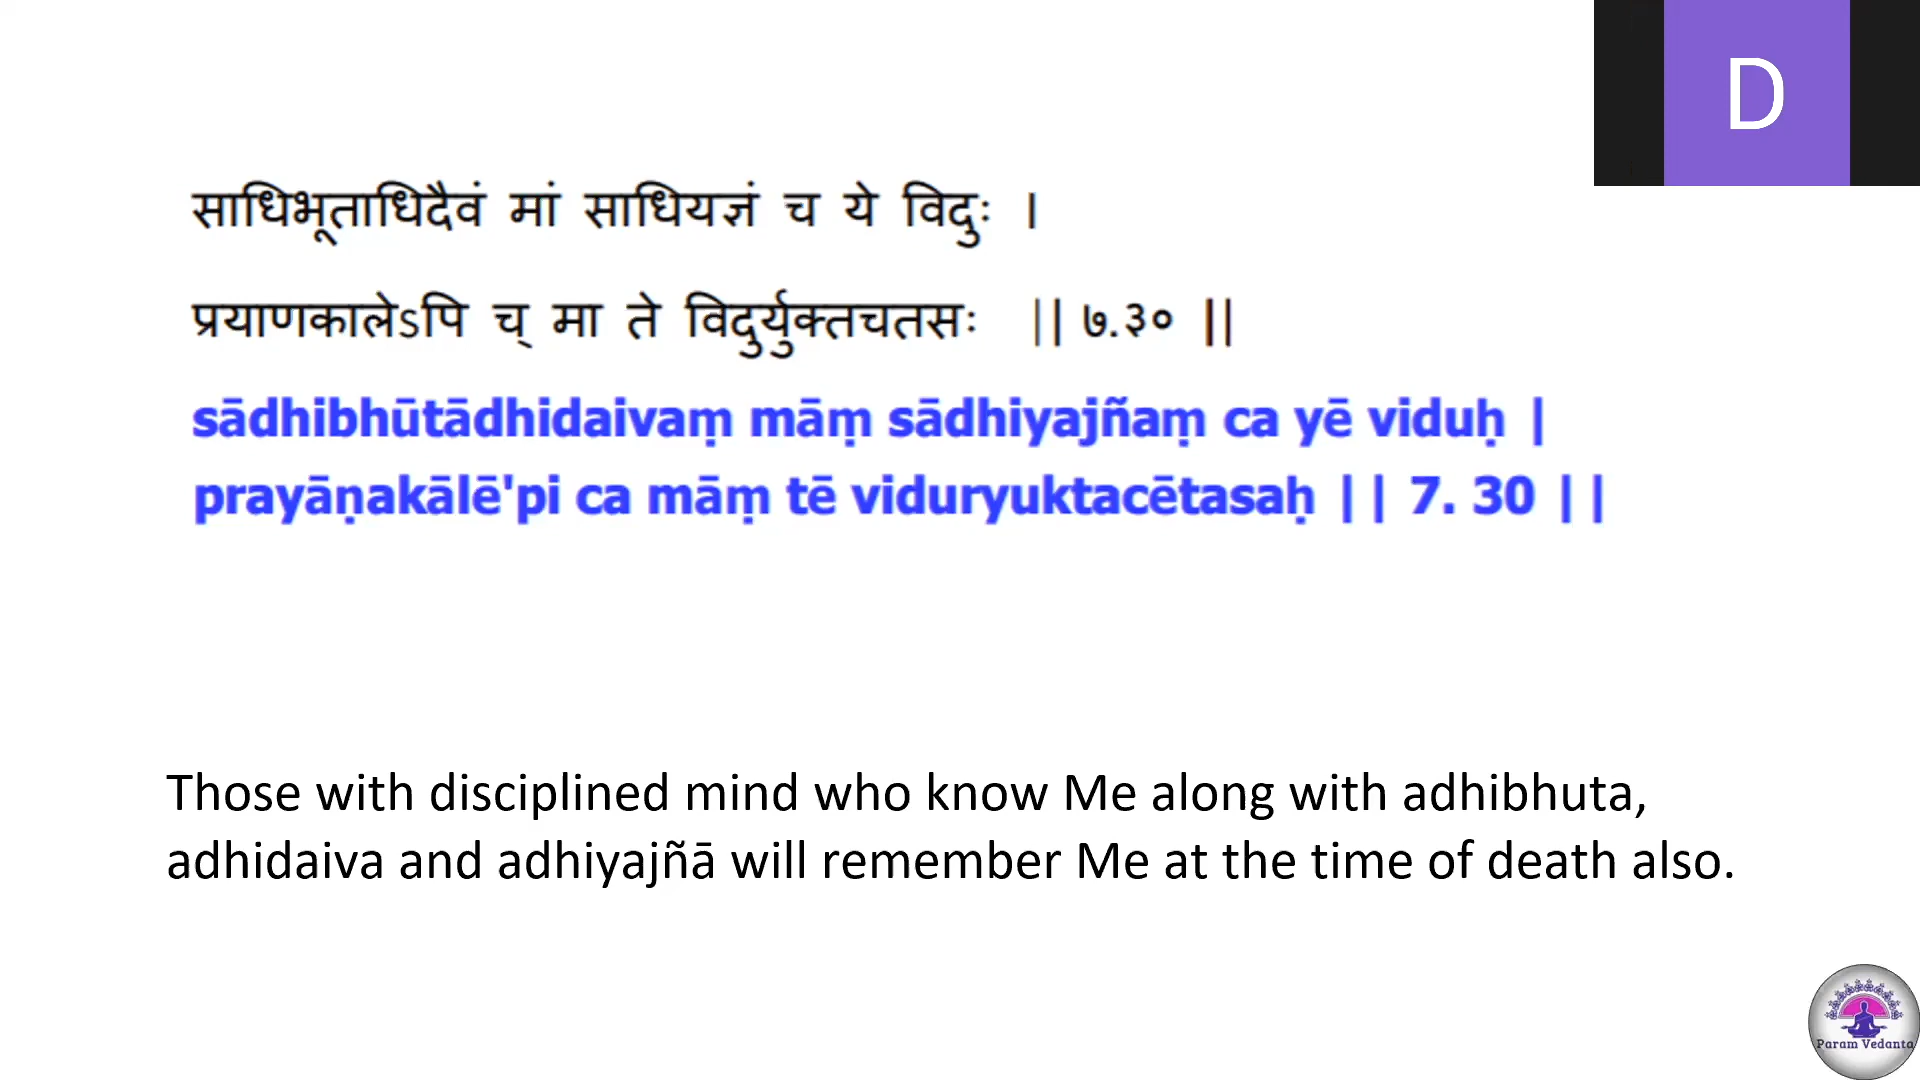 D
साधिभूताधिदैवं मां साधियज्ञं च ये विदुः ।
प्रयाणकालेऽपि च् मा ते विदुर्युक्तचतसः || ७.३० ||
sādhibhūtādhidaivaṃ māṃ sādhiyajñaṃ ca yē viduḥ |
prayāṇakālē'pi ca māṃ tē viduryuktacētasaḥ || 7. 30 ||
Those with disciplined mind who know Me along with adhibhuta,
adhidaiva and adhiyajñā will remember Me at the time of death also.
Param Vedanta